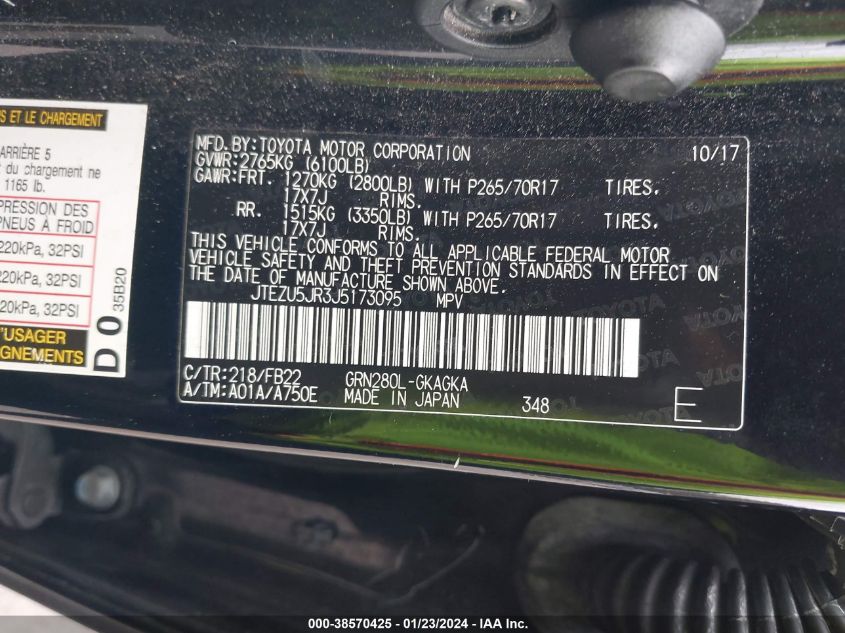 S ET LE CHARGEMENT
ARRIÈRE 5
du chargement ne
1165 lb.
PRESSION DES
PNEUS À FROID
220kPa, 32PSI
220kPa, 32PSI
20kPa, 32PSI
'USAGER
GNEMENTS
D 0 35B20
MFD.BY:TOYOTA MOTOR CORPORATION 10/17
GVWR:2765KG (6100LB)
GAWR:FRT. 1270KG (2800LB) WITH P265/70R17 TIRES.
17X7J RIMS.
RR. 1515KG (3350LB) WITH P265/70R17 TIRES.
17X7J RIMS.
THIS VEHICLE CONFORMS TO ALL APPLICABLE FEDERAL MOTOR
VEHICLE SAFETY AND THEFT PREVENTION STANDARDS IN EFFECT ON
THE DATE OF MANUFACTURE SHOWN ABOVE.
JTEZU5JR3J5173095 MPV
C/TR:218/FB22 GRN280L-GKAGKA
A/TM:A01A/A750E MADE IN JAPAN 348 E
000-38570425 - 01/23/2024 - IAA Inc.